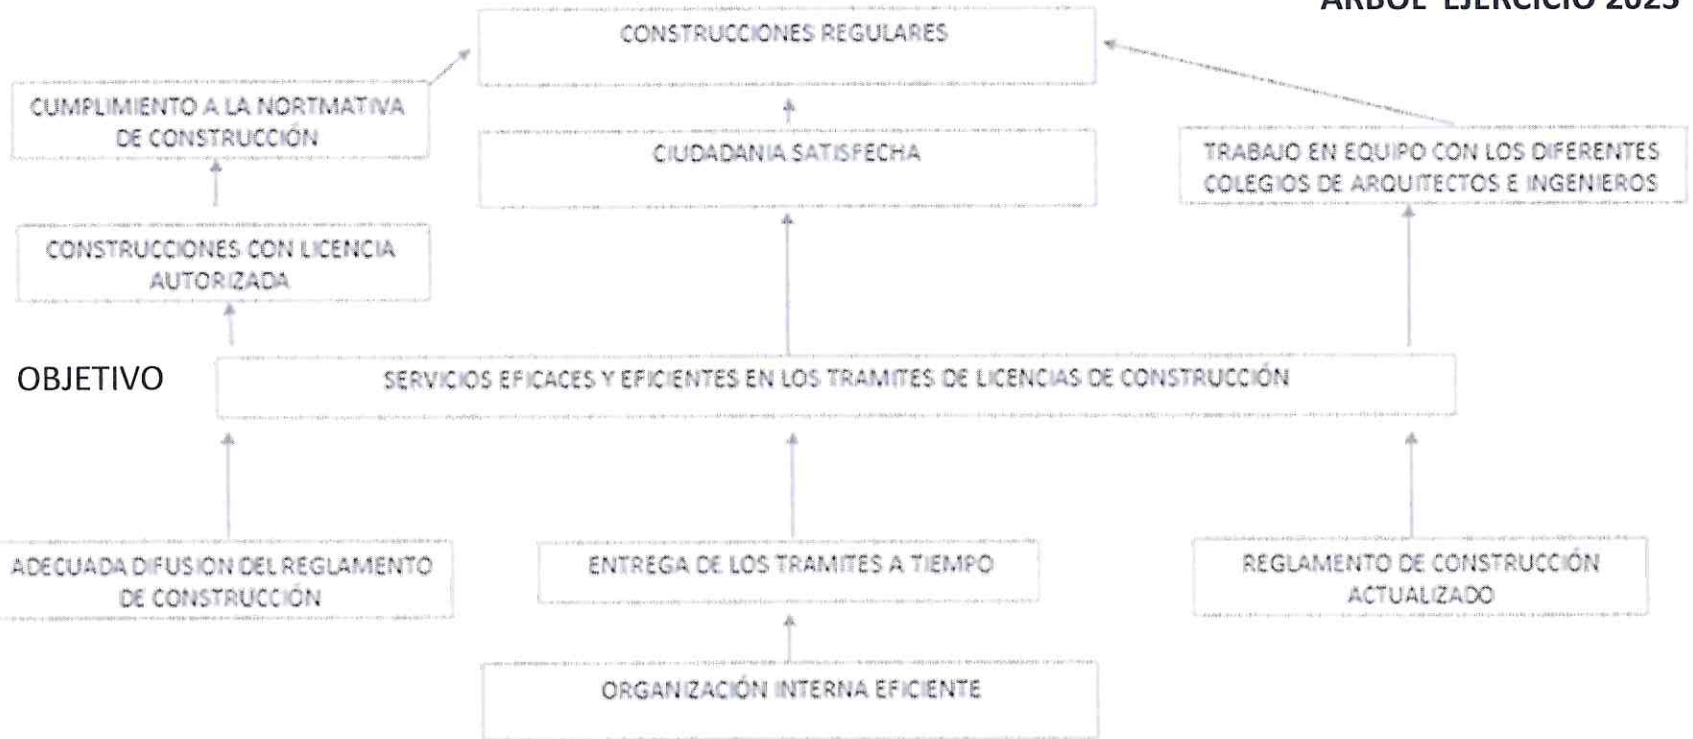 ÁRBOL EJERCICIO 2023
CONSTRUCCIONES REGULARES
CUMPLIMIENTO A LA NORTMATIVA
DE CONSTRUCCIÓN
CIUDADANIA SATISFECHA
TRABAJO EN EQUIPO CON LOS DIFERENTES
COLEGIOS DE ARQUITECTOS E INGENIEROS
CONSTRUCCIONES CON LICENCIA
AUTORIZADA
OBJETIVO
SERVICIOS EFICACES Y EFICIENTES EN LOS TRAMITES DE LICENCIAS DE CONSTRUCCIÓN
ADECUADA DIFUSION DEL REGLAMENTO
DE CONSTRUCCIÓN
ENTREGA DE LOS TRAMITES A TIEMPO
REGLAMENTO DE CONSTRUCCIÓN
ACTUALIZADO
ORGANIZACIÓN INTERNA EFICIENTE